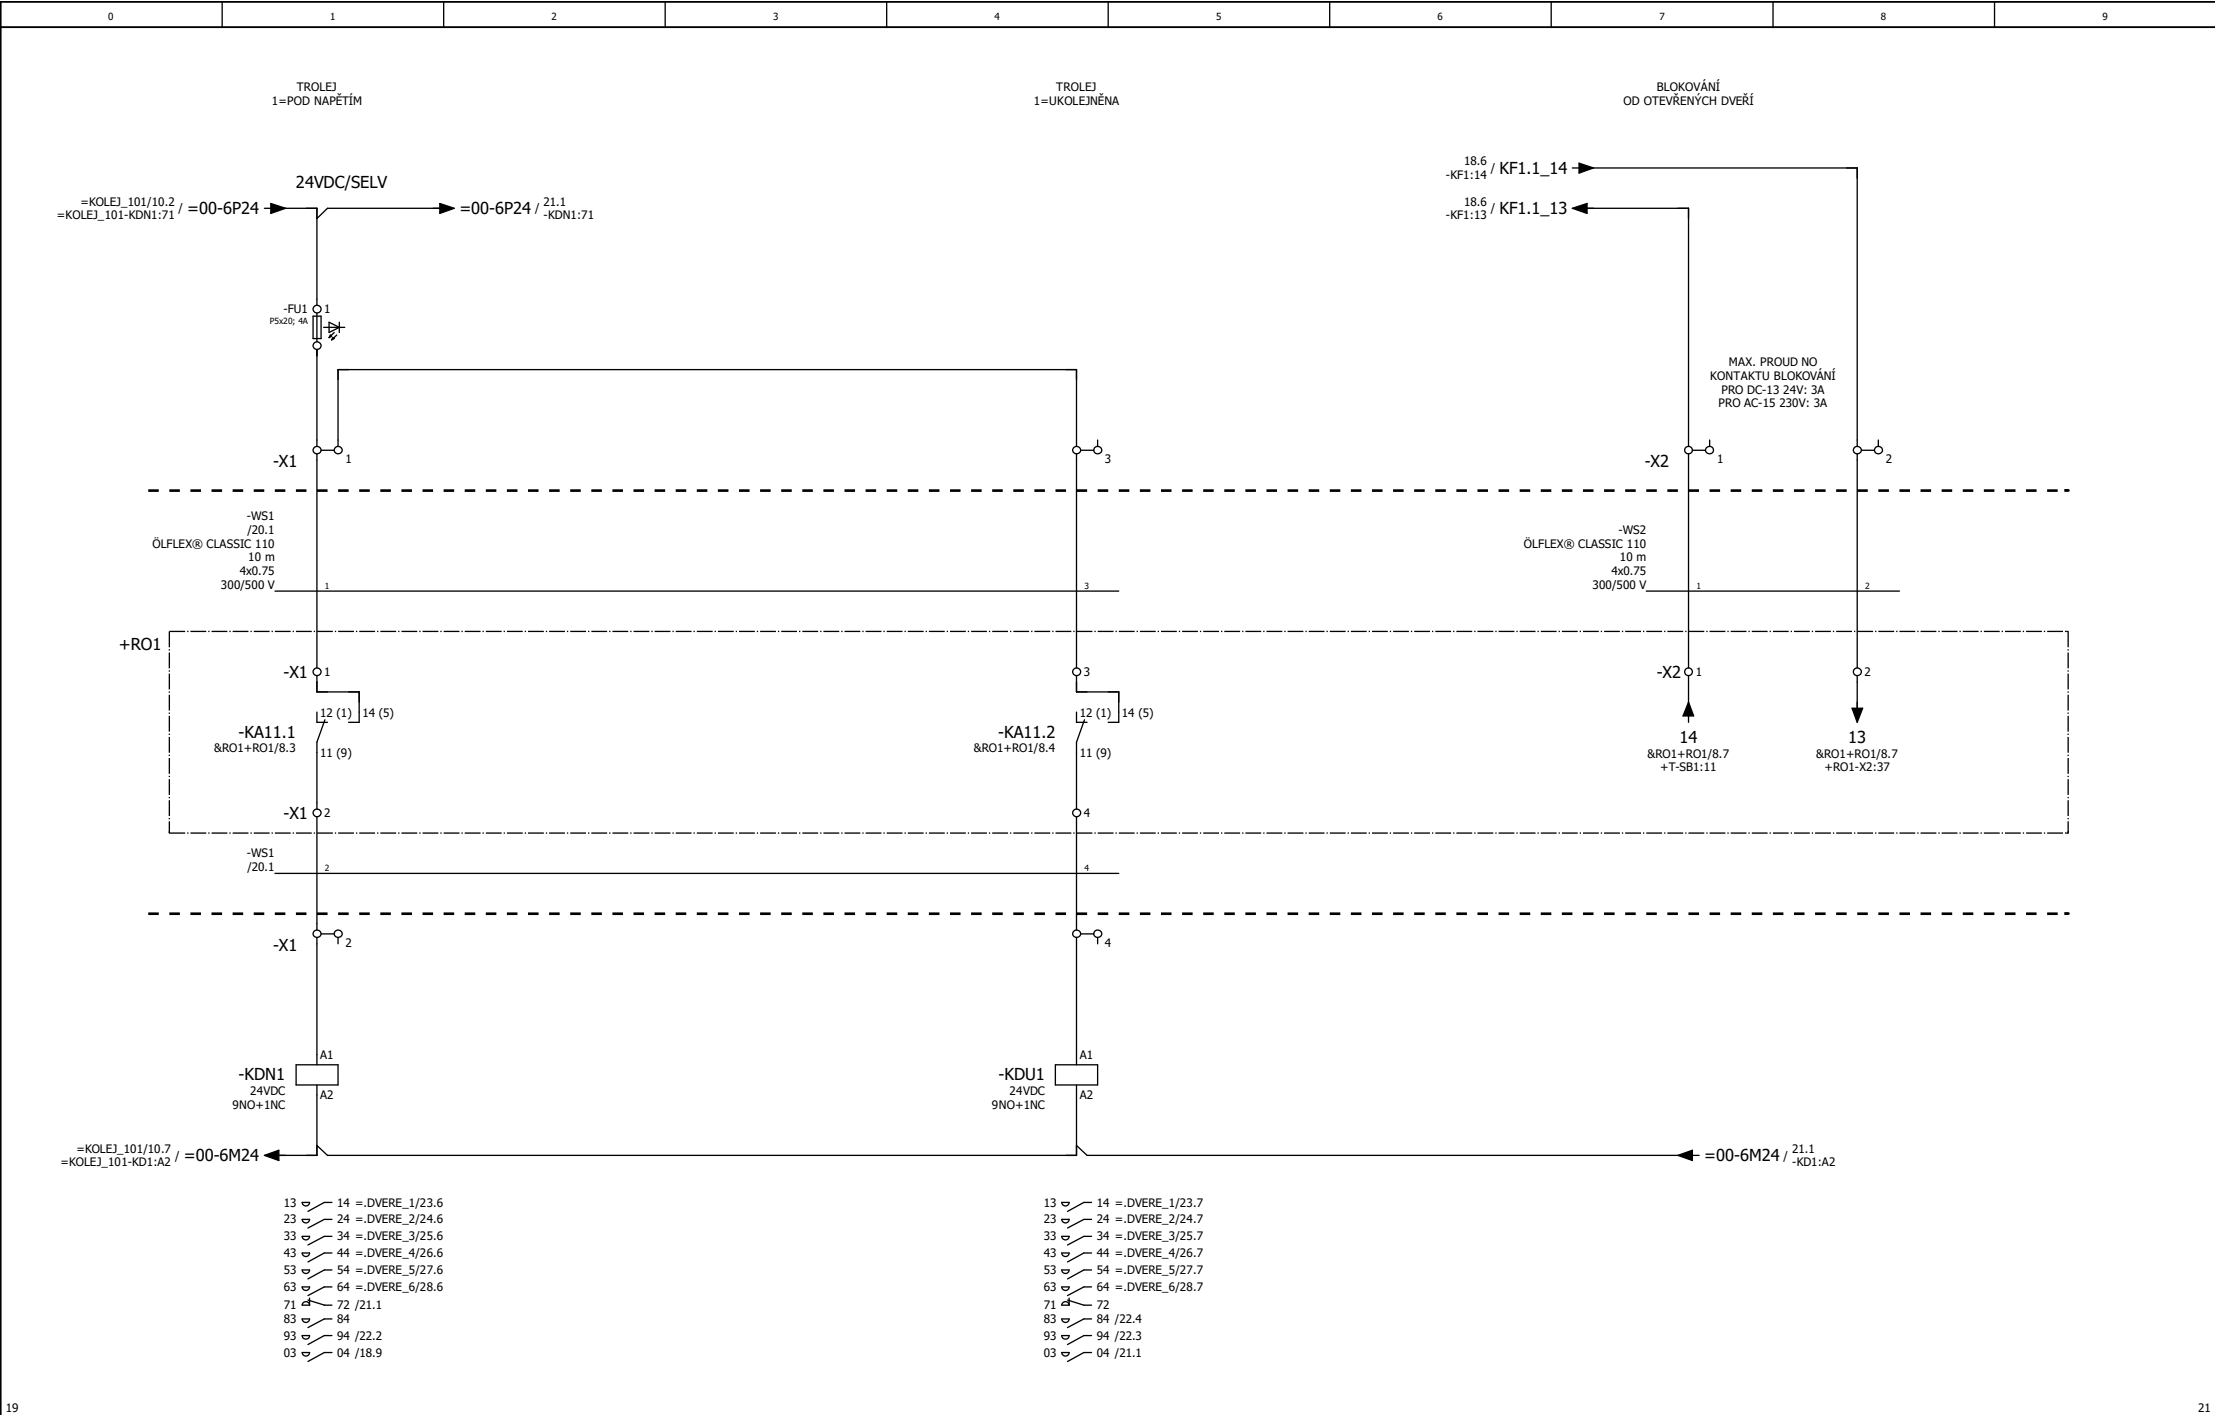 0 1 2 3 4 5 6 7 8 9
TROLEJ
1=POD NAPĚTÍM
TROLEJ
1=UKOLEJNĚNA
BLOKOVÁNÍ
OD OTEVŘENÝCH DVEŘÍ
24VDC/SELV
=KOLEJ_101/10.2
=KOLEJ_101-KDN1:71 / =00-6P24
=00-6P24 / 21.1
-KDN1:71
18.6
-KF1:14 / KF1.1_14
18.6
-KF1:13 / KF1.1_13
-FU1 1
P5x20; 4A
MAX. PROUD NO
KONTAKTU BLOKOVÁNÍ
PRO DC-13 24V: 3A
PRO AC-15 230V: 3A
-X1 1
3
-X2 1
2
-WS1
/20.1
ÖLFLEX® CLASSIC 110
10 m
4x0.75
300/500 V 1
3
-WS2
ÖLFLEX® CLASSIC 110
10 m
4x0.75
300/500 V 1
2
+RO1
-X1 1
3
-X2 1
2
12 (1) 14 (5)
-KA11.1
&RO1+RO1/8.3
11 (9)
12 (1) 14 (5)
-KA11.2
&RO1+RO1/8.4
11 (9)
14
&RO1+RO1/8.7
+T-SB1:11
13
&RO1+RO1/8.7
+RO1-X2:37
-X1 2
4
-WS1
/20.1 2
4
-X1 2
4
A1
-KDN1
24VDC
A2
9NO+1NC
A1
-KDU1
24VDC
A2
9NO+1NC
=KOLEJ_101/10.7
=KOLEJ_101-KD1:A2 / =00-6M24
=00-6M24 / 21.1
-KD1:A2
13 14 =.DVERE_1/23.6
23 24 =.DVERE_2/24.6
33 34 =.DVERE_3/25.6
43 44 =.DVERE_4/26.6
53 54 =.DVERE_5/27.6
63 64 =.DVERE_6/28.6
71 72 /21.1
83 84
93 94 /22.2
03 04 /18.9
13 14 =.DVERE_1/23.7
23 24 =.DVERE_2/24.7
33 34 =.DVERE_3/25.7
43 44 =.DVERE_4/26.7
53 54 =.DVERE_5/27.7
63 64 =.DVERE_6/28.7
71 72
83 84 /22.4
93 94 /22.3
03 04 /21.1
19
21